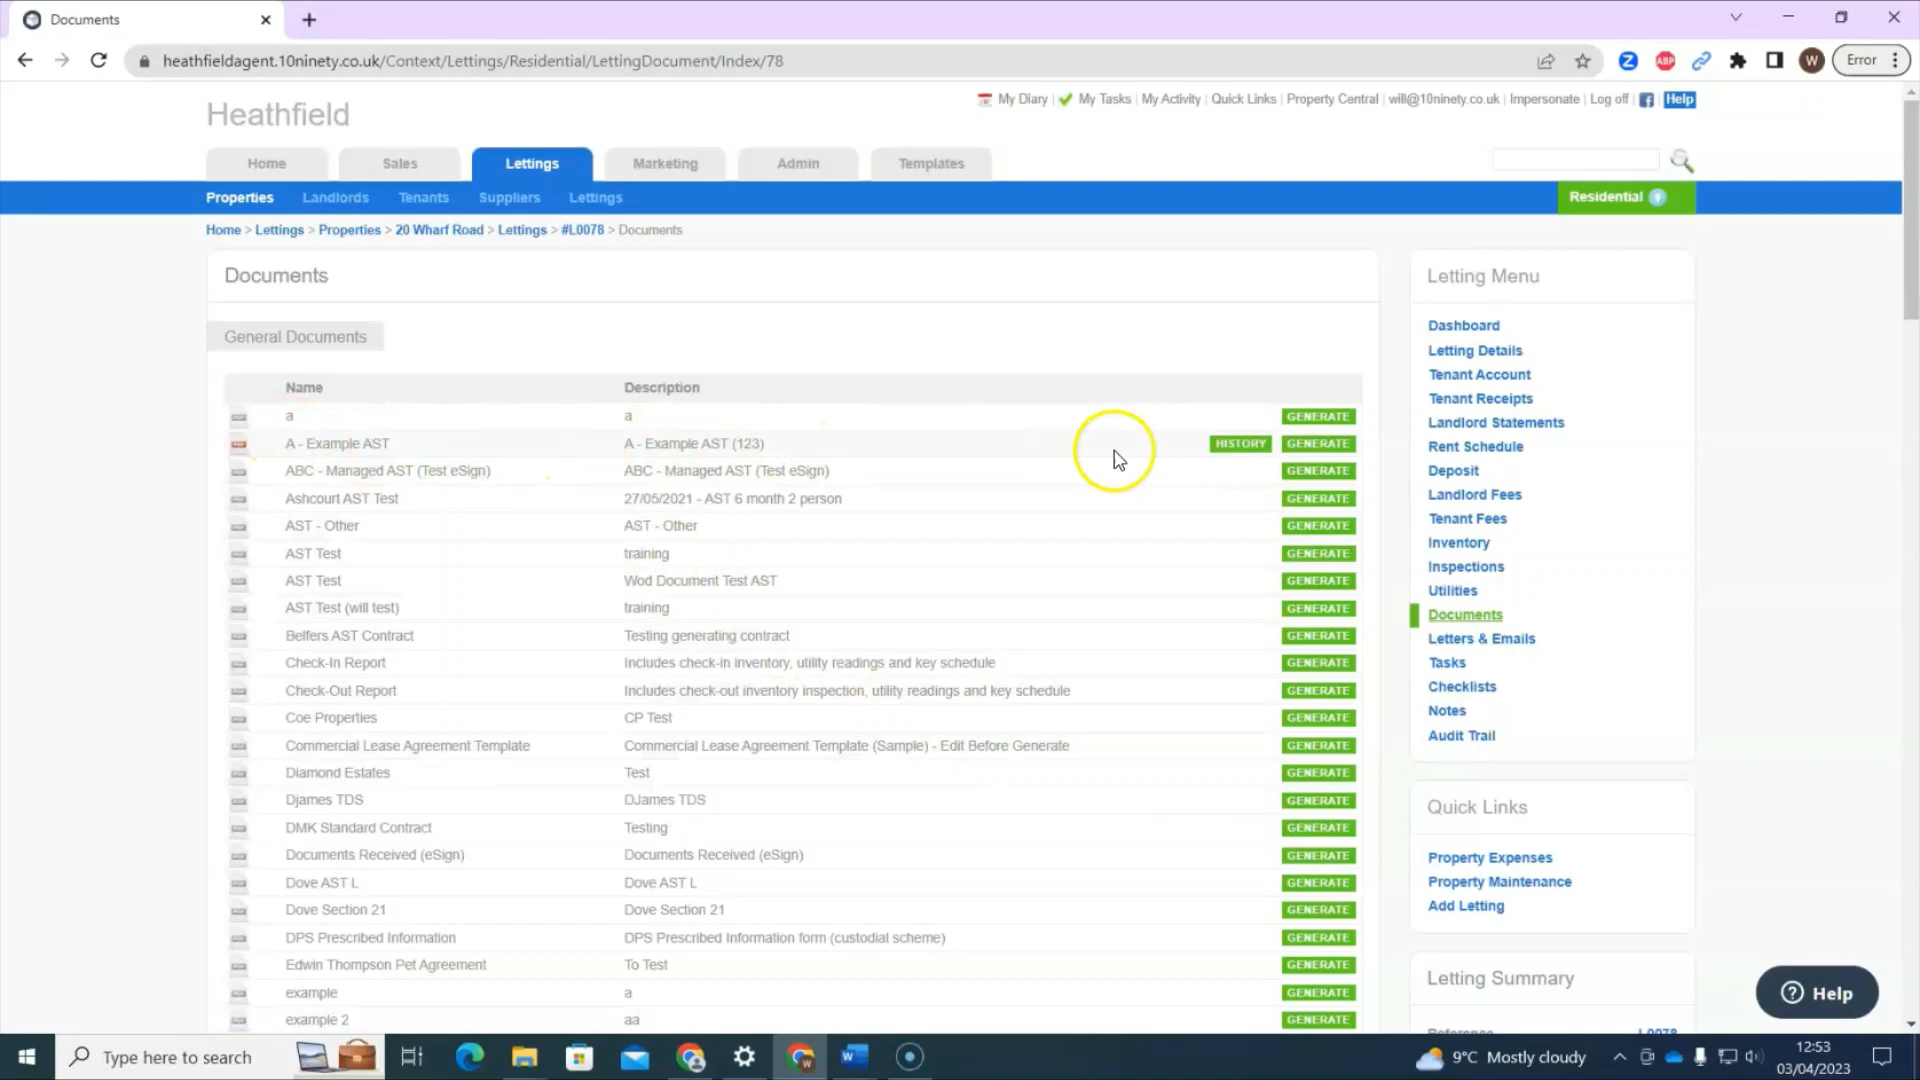 Documents
heathfieldagent.10ninety.co.uk/Context/Lettings/Residential/LettingDocument/Index/78
ABP
W
Error
Heathfield
My Diary | My Tasks | My Activity | Quick Links | Property Central | will@10ninety.co.uk | Impersonate | Log off | Help
Home Sales Lettings Marketing Admin Templates
Properties Landlords Tenants Suppliers Lettings
Residential
Home > Lettings > Properties > 20 Wharf Road > Lettings > #L0078 > Documents
Documents
General Documents
Name Description
a a GENERATE
A - Example AST A - Example AST (123) HISTORY GENERATE
ABC - Managed AST (Test eSign) ABC - Managed AST (Test eSign) GENERATE
Ashcourt AST Test 27/05/2021 - AST 6 month 2 person GENERATE
AST - Other AST - Other GENERATE
AST Test training GENERATE
AST Test Wod Document Test AST GENERATE
AST Test (will test) training GENERATE
Belfers AST Contract Testing generating contract GENERATE
Check-In Report Includes check-in inventory, utility readings and key schedule GENERATE
Check-Out Report Includes check-out inventory inspection, utility readings and key schedule GENERATE
Coe Properties CP Test GENERATE
Commercial Lease Agreement Template Commercial Lease Agreement Template (Sample) - Edit Before Generate GENERATE
Diamond Estates Test GENERATE
Djames TDS DJames TDS GENERATE
DMK Standard Contract Testing GENERATE
Documents Received (eSign) Documents Received (eSign) GENERATE
Dove AST L Dove AST L GENERATE
Dove Section 21 Dove Section 21 GENERATE
DPS Prescribed Information DPS Prescribed Information form (custodial scheme) GENERATE
Edwin Thompson Pet Agreement To Test GENERATE
example a GENERATE
example 2 aa GENERATE
Letting Menu
Dashboard
Letting Details
Tenant Account
Tenant Receipts
Landlord Statements
Rent Schedule
Deposit
Landlord Fees
Tenant Fees
Inventory
Inspections
Utilities
Documents
Letters & Emails
Tasks
Checklists
Notes
Audit Trail
Quick Links
Property Expenses
Property Maintenance
Add Letting
Letting Summary
Reference L0078
Help
Type here to search
9°C Mostly cloudy
12:53
03/04/2023